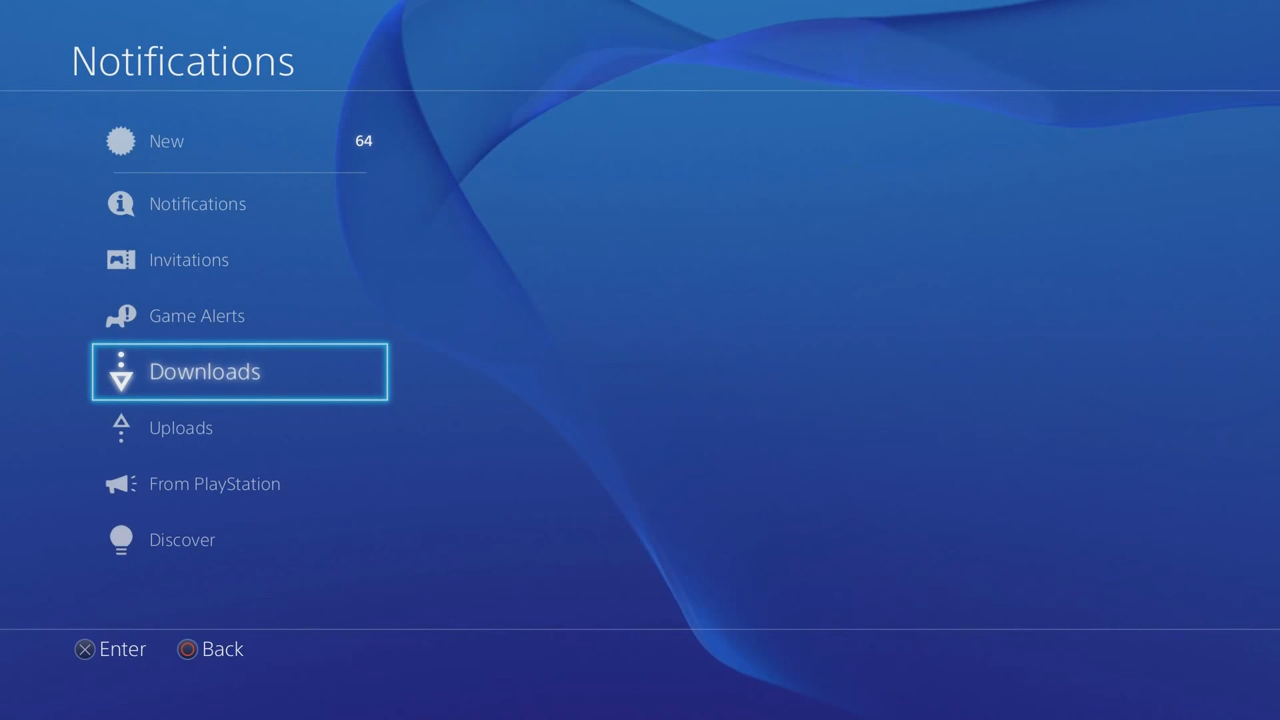 Notifications
New 64
Notifications
Invitations
Game Alerts
Downloads
Uploads
From PlayStation
Discover
Enter Back